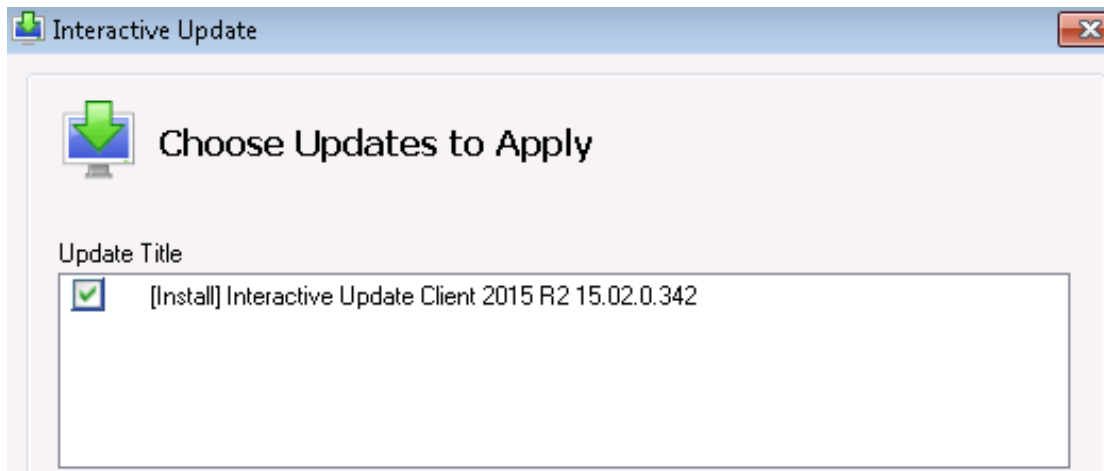 Interactive Update
Choose Updates to Apply
Update Title
[Install] Interactive Update Client 2015 R2 15.02.0.342